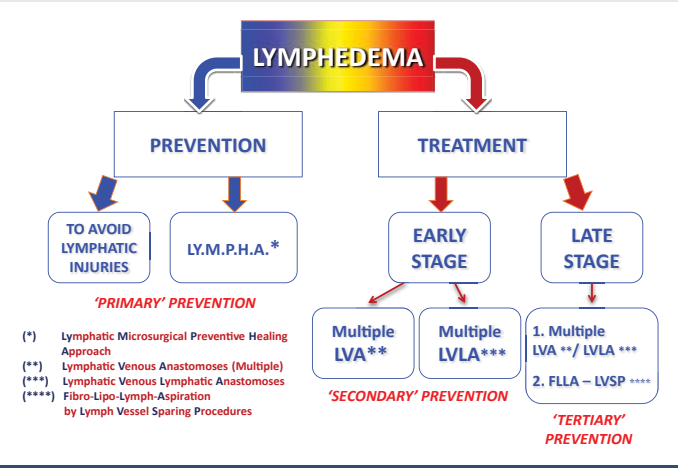 LYMPHEDEMA
PREVENTION
TREATMENT
TO AVOID
LYMPHATIC
INJURIES
LY.M.P.H.A.*
EARLY
STAGE
LATE
STAGE
'PRIMARY' PREVENTION
Multiple
LVA**
Multiple
LVLA***
1. Multiple
LVA **/ LVLA ***
2. FLLA – LVSP ****
'SECONDARY' PREVENTION
'TERTIARY'
PREVENTION
(*) Lymphatic Microsurgical Preventive Healing
Approach
(**) Lymphatic Venous Anastomoses (Multiple)
(***) Lymphatic Venous Lymphatic Anastomoses
(****) Fibro-Lipo-Lymph-Aspiration
by Lymph Vessel Sparing Procedures